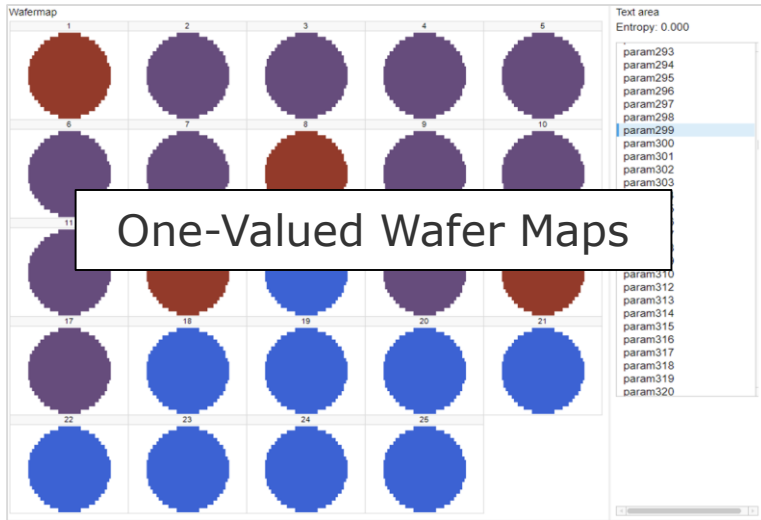 Wafermap
Text area
Entropy: 0.000
1 2 3 4 5
6 7 8 9 10
One-Valued Wafer Maps
11
17 18 19 20 21
22 23 24 25
param293
param294
param295
param296
param297
param298
param299
param300
param301
param302
param303
param310
param312
param313
param314
param315
param316
param317
param318
param319
param320